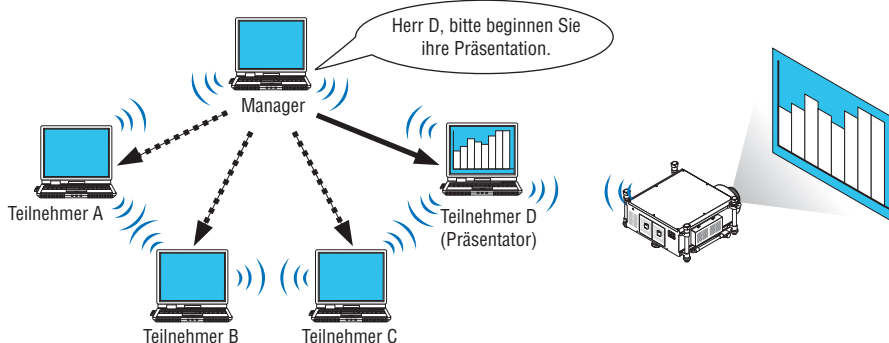 Herr D, bitte beginnen Sie
ihre Präsentation.
Manager
Teilnehmer A
Teilnehmer D
(Präsentator)
Teilnehmer B
Teilnehmer C